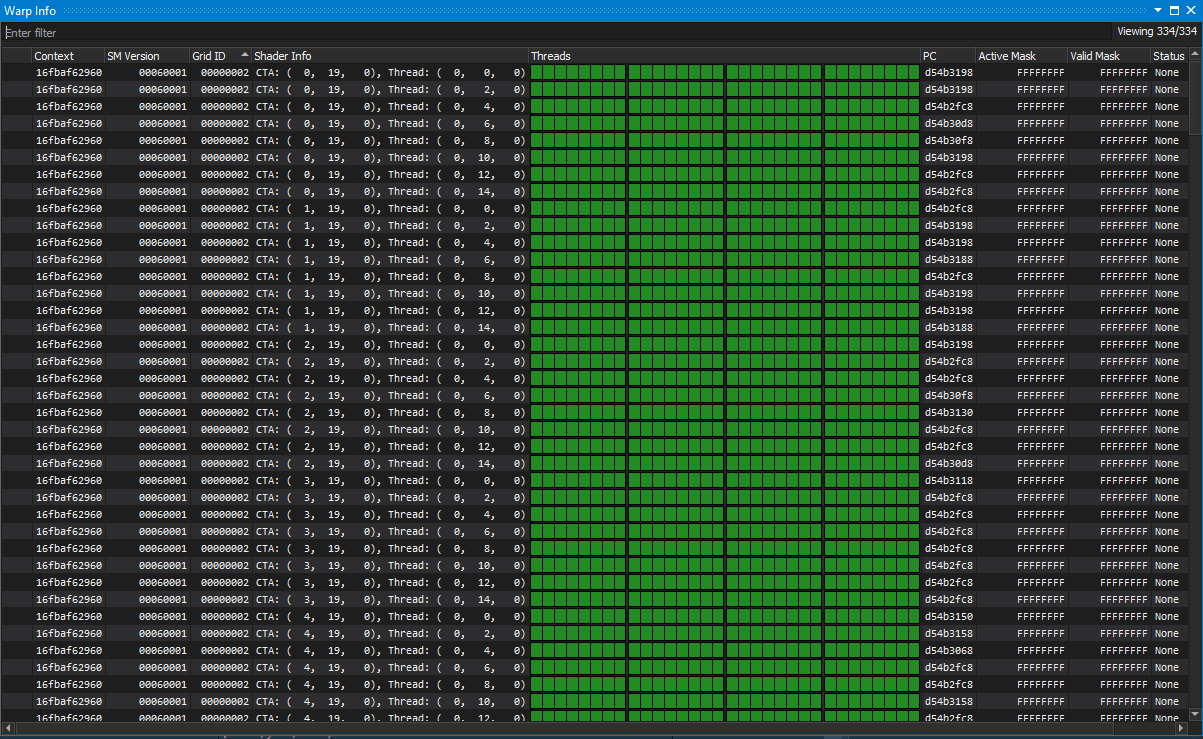 Warp Info
Enter filter Viewing 334/334
Context SM Version Grid ID Shader Info Threads PC Active Mask Valid Mask Status
16fbaf62960 00060001 00000002 CTA: ( 0, 19, 0), Thread: ( 0, 0, 0) d54b3198 FFFFFFFF FFFFFFFF None
16fbaf62960 00060001 00000002 CTA: ( 0, 19, 0), Thread: ( 0, 2, 0) d54b3198 FFFFFFFF FFFFFFFF None
16fbaf62960 00060001 00000002 CTA: ( 0, 19, 0), Thread: ( 0, 4, 0) d54b2fc8 FFFFFFFF FFFFFFFF None
16fbaf62960 00060001 00000002 CTA: ( 0, 19, 0), Thread: ( 0, 6, 0) d54b30d8 FFFFFFFF FFFFFFFF None
16fbaf62960 00060001 00000002 CTA: ( 0, 19, 0), Thread: ( 0, 8, 0) d54b30f8 FFFFFFFF FFFFFFFF None
16fbaf62960 00060001 00000002 CTA: ( 0, 19, 0), Thread: ( 0, 10, 0) d54b3198 FFFFFFFF FFFFFFFF None
16fbaf62960 00060001 00000002 CTA: ( 0, 19, 0), Thread: ( 0, 12, 0) d54b2fc8 FFFFFFFF FFFFFFFF None
16fbaf62960 00060001 00000002 CTA: ( 0, 19, 0), Thread: ( 0, 14, 0) d54b2fc8 FFFFFFFF FFFFFFFF None
16fbaf62960 00060001 00000002 CTA: ( 1, 19, 0), Thread: ( 0, 0, 0) d54b2fc8 FFFFFFFF FFFFFFFF None
16fbaf62960 00060001 00000002 CTA: ( 1, 19, 0), Thread: ( 0, 2, 0) d54b3198 FFFFFFFF FFFFFFFF None
16fbaf62960 00060001 00000002 CTA: ( 1, 19, 0), Thread: ( 0, 4, 0) d54b3198 FFFFFFFF FFFFFFFF None
16fbaf62960 00060001 00000002 CTA: ( 1, 19, 0), Thread: ( 0, 6, 0) d54b3188 FFFFFFFF FFFFFFFF None
16fbaf62960 00060001 00000002 CTA: ( 1, 19, 0), Thread: ( 0, 8, 0) d54b2fc8 FFFFFFFF FFFFFFFF None
16fbaf62960 00060001 00000002 CTA: ( 1, 19, 0), Thread: ( 0, 10, 0) d54b3198 FFFFFFFF FFFFFFFF None
16fbaf62960 00060001 00000002 CTA: ( 1, 19, 0), Thread: ( 0, 12, 0) d54b3198 FFFFFFFF FFFFFFFF None
16fbaf62960 00060001 00000002 CTA: ( 1, 19, 0), Thread: ( 0, 14, 0) d54b3188 FFFFFFFF FFFFFFFF None
16fbaf62960 00060001 00000002 CTA: ( 2, 19, 0), Thread: ( 0, 0, 0) d54b3198 FFFFFFFF FFFFFFFF None
16fbaf62960 00060001 00000002 CTA: ( 2, 19, 0), Thread: ( 0, 2, 0) d54b2fc8 FFFFFFFF FFFFFFFF None
16fbaf62960 00060001 00000002 CTA: ( 2, 19, 0), Thread: ( 0, 4, 0) d54b2fc8 FFFFFFFF FFFFFFFF None
16fbaf62960 00060001 00000002 CTA: ( 2, 19, 0), Thread: ( 0, 6, 0) d54b30f8 FFFFFFFF FFFFFFFF None
16fbaf62960 00060001 00000002 CTA: ( 2, 19, 0), Thread: ( 0, 8, 0) d54b3130 FFFFFFFF FFFFFFFF None
16fbaf62960 00060001 00000002 CTA: ( 2, 19, 0), Thread: ( 0, 10, 0) d54b2fc8 FFFFFFFF FFFFFFFF None
16fbaf62960 00060001 00000002 CTA: ( 2, 19, 0), Thread: ( 0, 12, 0) d54b2fc8 FFFFFFFF FFFFFFFF None
16fbaf62960 00060001 00000002 CTA: ( 2, 19, 0), Thread: ( 0, 14, 0) d54b30d8 FFFFFFFF FFFFFFFF None
16fbaf62960 00060001 00000002 CTA: ( 3, 19, 0), Thread: ( 0, 0, 0) d54b3118 FFFFFFFF FFFFFFFF None
16fbaf62960 00060001 00000002 CTA: ( 3, 19, 0), Thread: ( 0, 2, 0) d54b2fc8 FFFFFFFF FFFFFFFF None
16fbaf62960 00060001 00000002 CTA: ( 3, 19, 0), Thread: ( 0, 4, 0) d54b2fc8 FFFFFFFF FFFFFFFF None
16fbaf62960 00060001 00000002 CTA: ( 3, 19, 0), Thread: ( 0, 6, 0) d54b2fc8 FFFFFFFF FFFFFFFF None
16fbaf62960 00060001 00000002 CTA: ( 3, 19, 0), Thread: ( 0, 8, 0) d54b2fc8 FFFFFFFF FFFFFFFF None
16fbaf62960 00060001 00000002 CTA: ( 3, 19, 0), Thread: ( 0, 10, 0) d54b2fc8 FFFFFFFF FFFFFFFF None
16fbaf62960 00060001 00000002 CTA: ( 3, 19, 0), Thread: ( 0, 12, 0) d54b2fc8 FFFFFFFF FFFFFFFF None
16fbaf62960 00060001 00000002 CTA: ( 3, 19, 0), Thread: ( 0, 14, 0) d54b2fc8 FFFFFFFF FFFFFFFF None
16fbaf62960 00060001 00000002 CTA: ( 4, 19, 0), Thread: ( 0, 0, 0) d54b3150 FFFFFFFF FFFFFFFF None
16fbaf62960 00060001 00000002 CTA: ( 4, 19, 0), Thread: ( 0, 2, 0) d54b3158 FFFFFFFF FFFFFFFF None
16fbaf62960 00060001 00000002 CTA: ( 4, 19, 0), Thread: ( 0, 4, 0) d54b3068 FFFFFFFF FFFFFFFF None
16fbaf62960 00060001 00000002 CTA: ( 4, 19, 0), Thread: ( 0, 6, 0) d54b2fc8 FFFFFFFF FFFFFFFF None
16fbaf62960 00060001 00000002 CTA: ( 4, 19, 0), Thread: ( 0, 8, 0) d54b2fc8 FFFFFFFF FFFFFFFF None
16fbaf62960 00060001 00000002 CTA: ( 4, 19, 0), Thread: ( 0, 10, 0) d54b3158 FFFFFFFF FFFFFFFF None
16fbaf62960 00060001 00000002 CTA: ( 4, 19, 0), Thread: ( 0, 12, 0) d54b2fc8 FFFFFFFF FFFFFFFF None